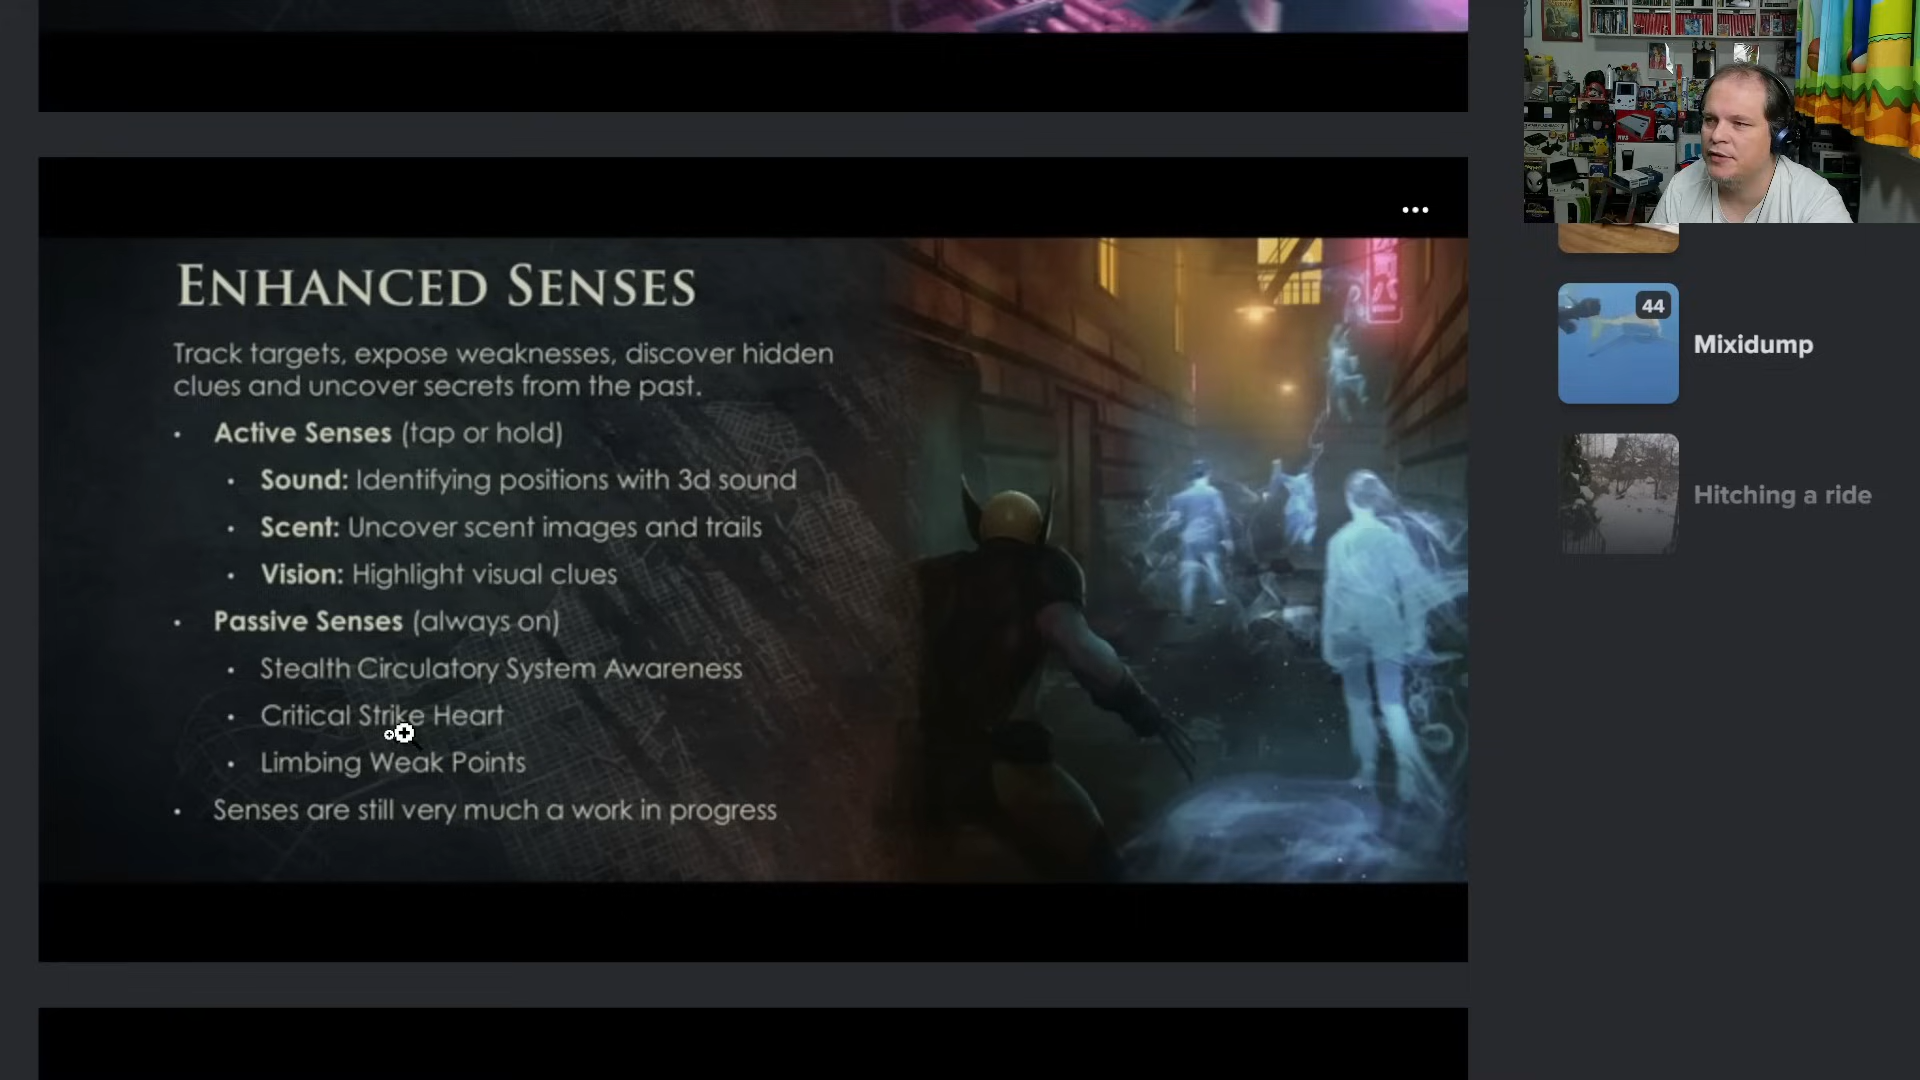 ENHANCED SENSES
Track targets, expose weaknesses, discover hidden
clues and uncover secrets from the past.
• Active Senses (tap or hold)
• Sound: Identifying positions with 3d sound
• Scent: Uncover scent images and trails
• Vision: Highlight visual clues
• Passive Senses (always on)
• Stealth Circulatory System Awareness
• Critical Strike Heart
• Limbing Weak Points
• Senses are still very much a work in progress
44
Mixidump
Hitching a ride